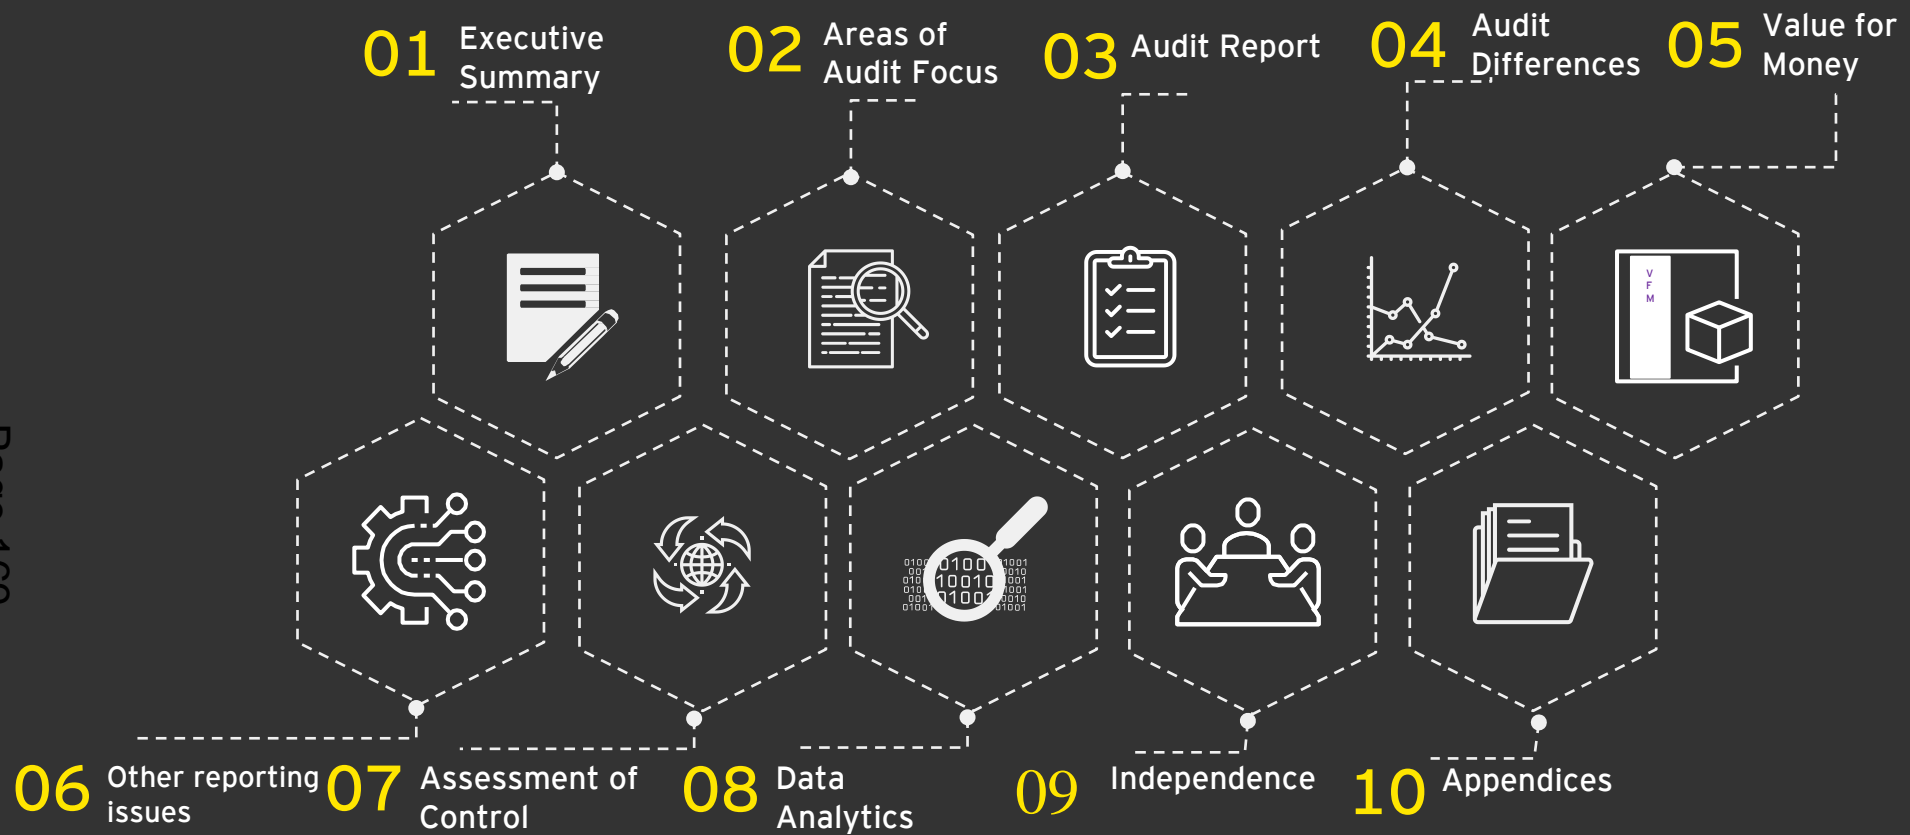 01 Executive
Summary
02 Areas of
Audit Focus
03 Audit Report
04 Audit
Differences
05 Value for
Money
V
F
M
06 Other reporting
issues
07 Assessment of
Control
08 Data
Analytics
09 Independence
10 Appendices